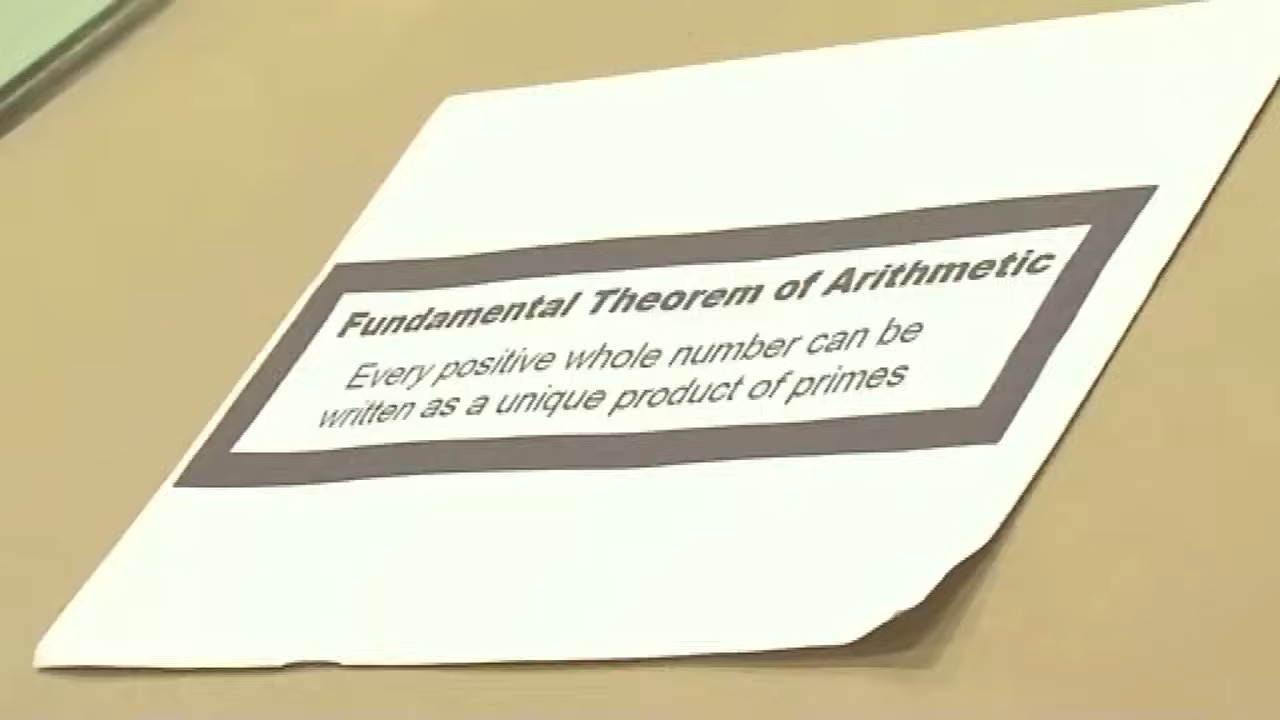 Fundamental Theorem of Arithmetic
Every positive whole number can be
written as a unique product of primes